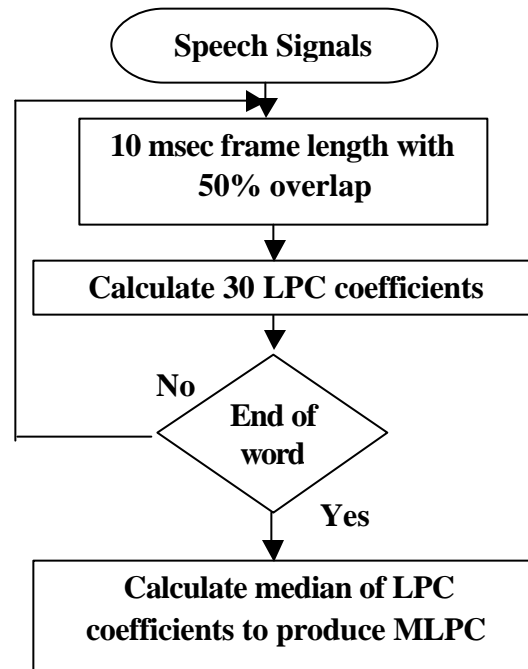 Speech Signals
10 msec frame length with
50% overlap
Calculate 30 LPC coefficients
No
End of
word
Yes
Calculate median of LPC
coefficients to produce MLPC